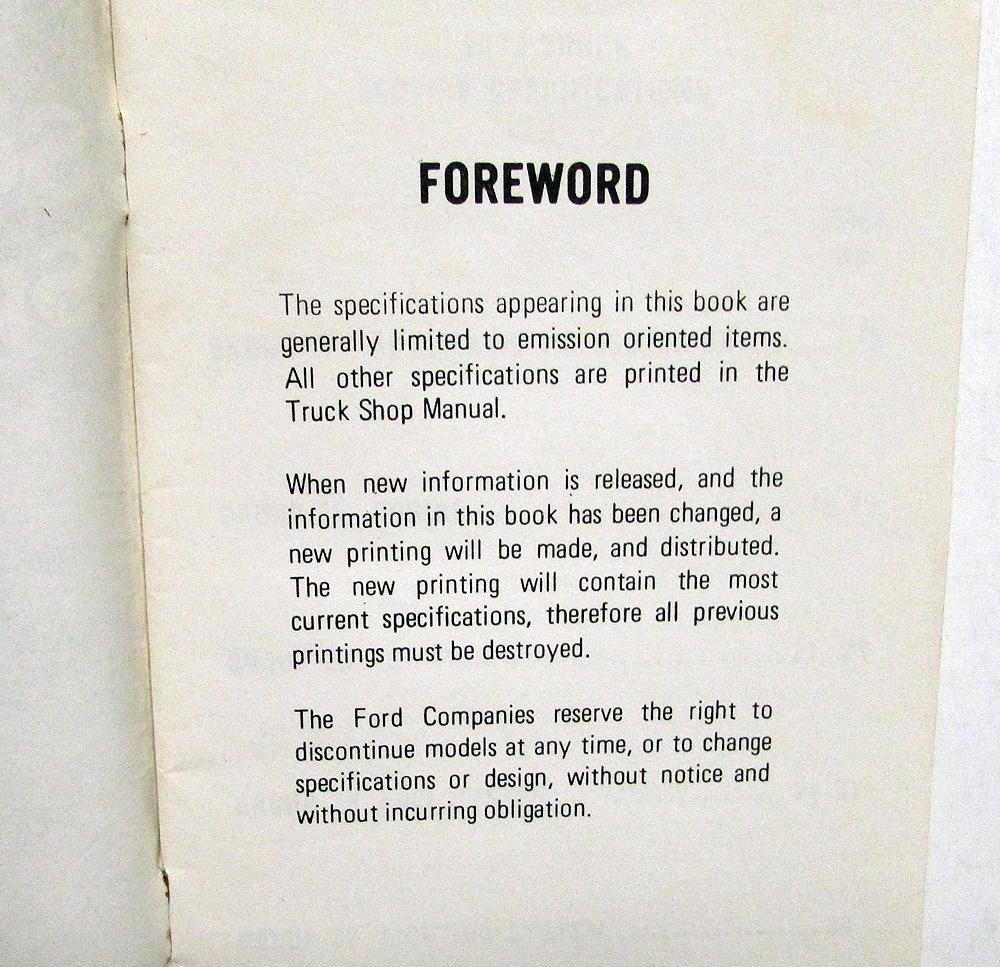 FOREWORD
The specifications appearing in this book are
generally limited to emission oriented items.
All other specifications are printed in the
Truck Shop Manual.
When new information is released, and the
information in this book has been changed, a
new printing will be made, and distributed.
The new printing will contain the most
current specifications, therefore all previous
printings must be destroyed.
The Ford Companies reserve the right to
discontinue models at any time, or to change
specifications or design, without notice and
without incurring obligation.